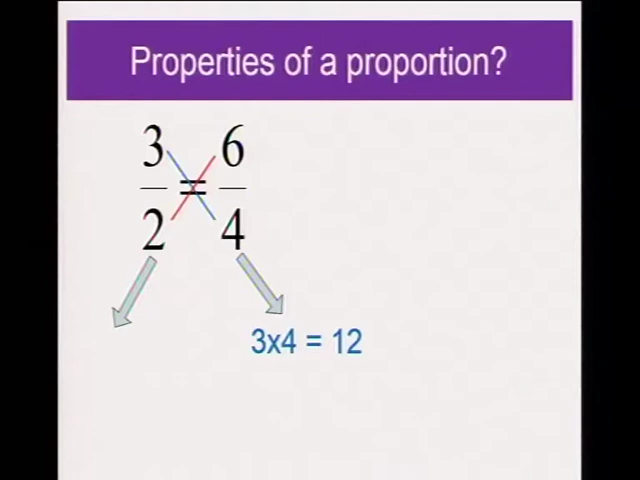 Properties of a proportion?
3 = 6
2 4
3x4 = 12